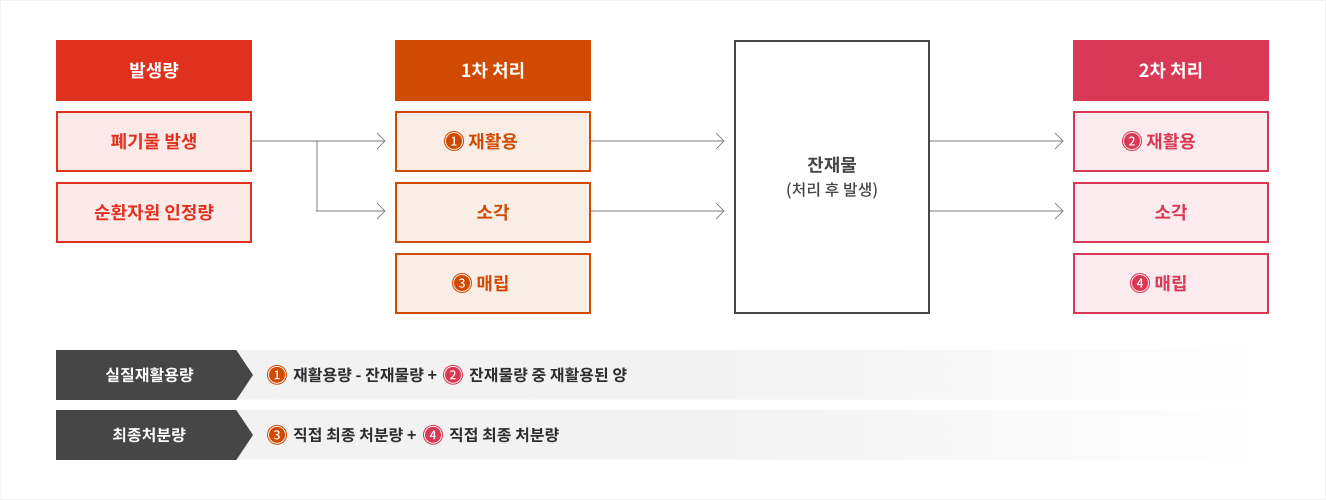 발생량
폐기물 발생
순환자원 인정량
1차 처리
1 재활용
소각
3 매립
잔재물
(처리 후 발생)
2차 처리
2 재활용
소각
4 매립
실질재활용량
1 재활용량 - 잔재물량 + 2 잔재물량 중 재활용된 양
최종처분량
3 직접 최종 처분량 + 4 직접 최종 처분량